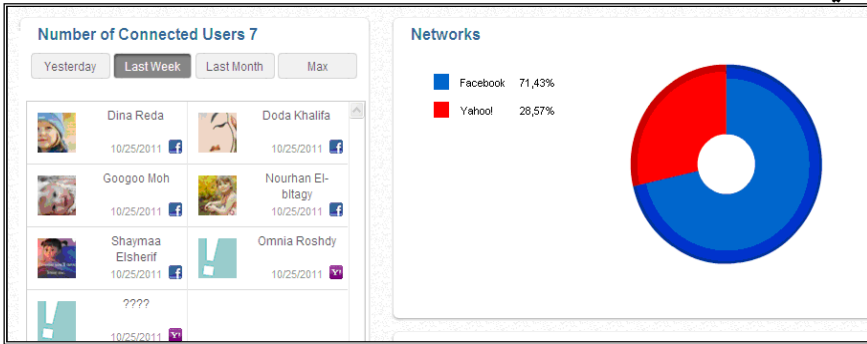 Number of Connected Users 7
Yesterday Last Week Last Month Max
Dina Reda
10/25/2011
Doda Khalifa
10/25/2011
Googoo Moh
10/25/2011
Nourhan El-
bltagy
10/25/2011
Shaymaa
Elsherif
10/25/2011
Omnia Roshdy
10/25/2011
????
10/25/2011
Networks
Facebook 71,43%
Yahoo! 28,57%